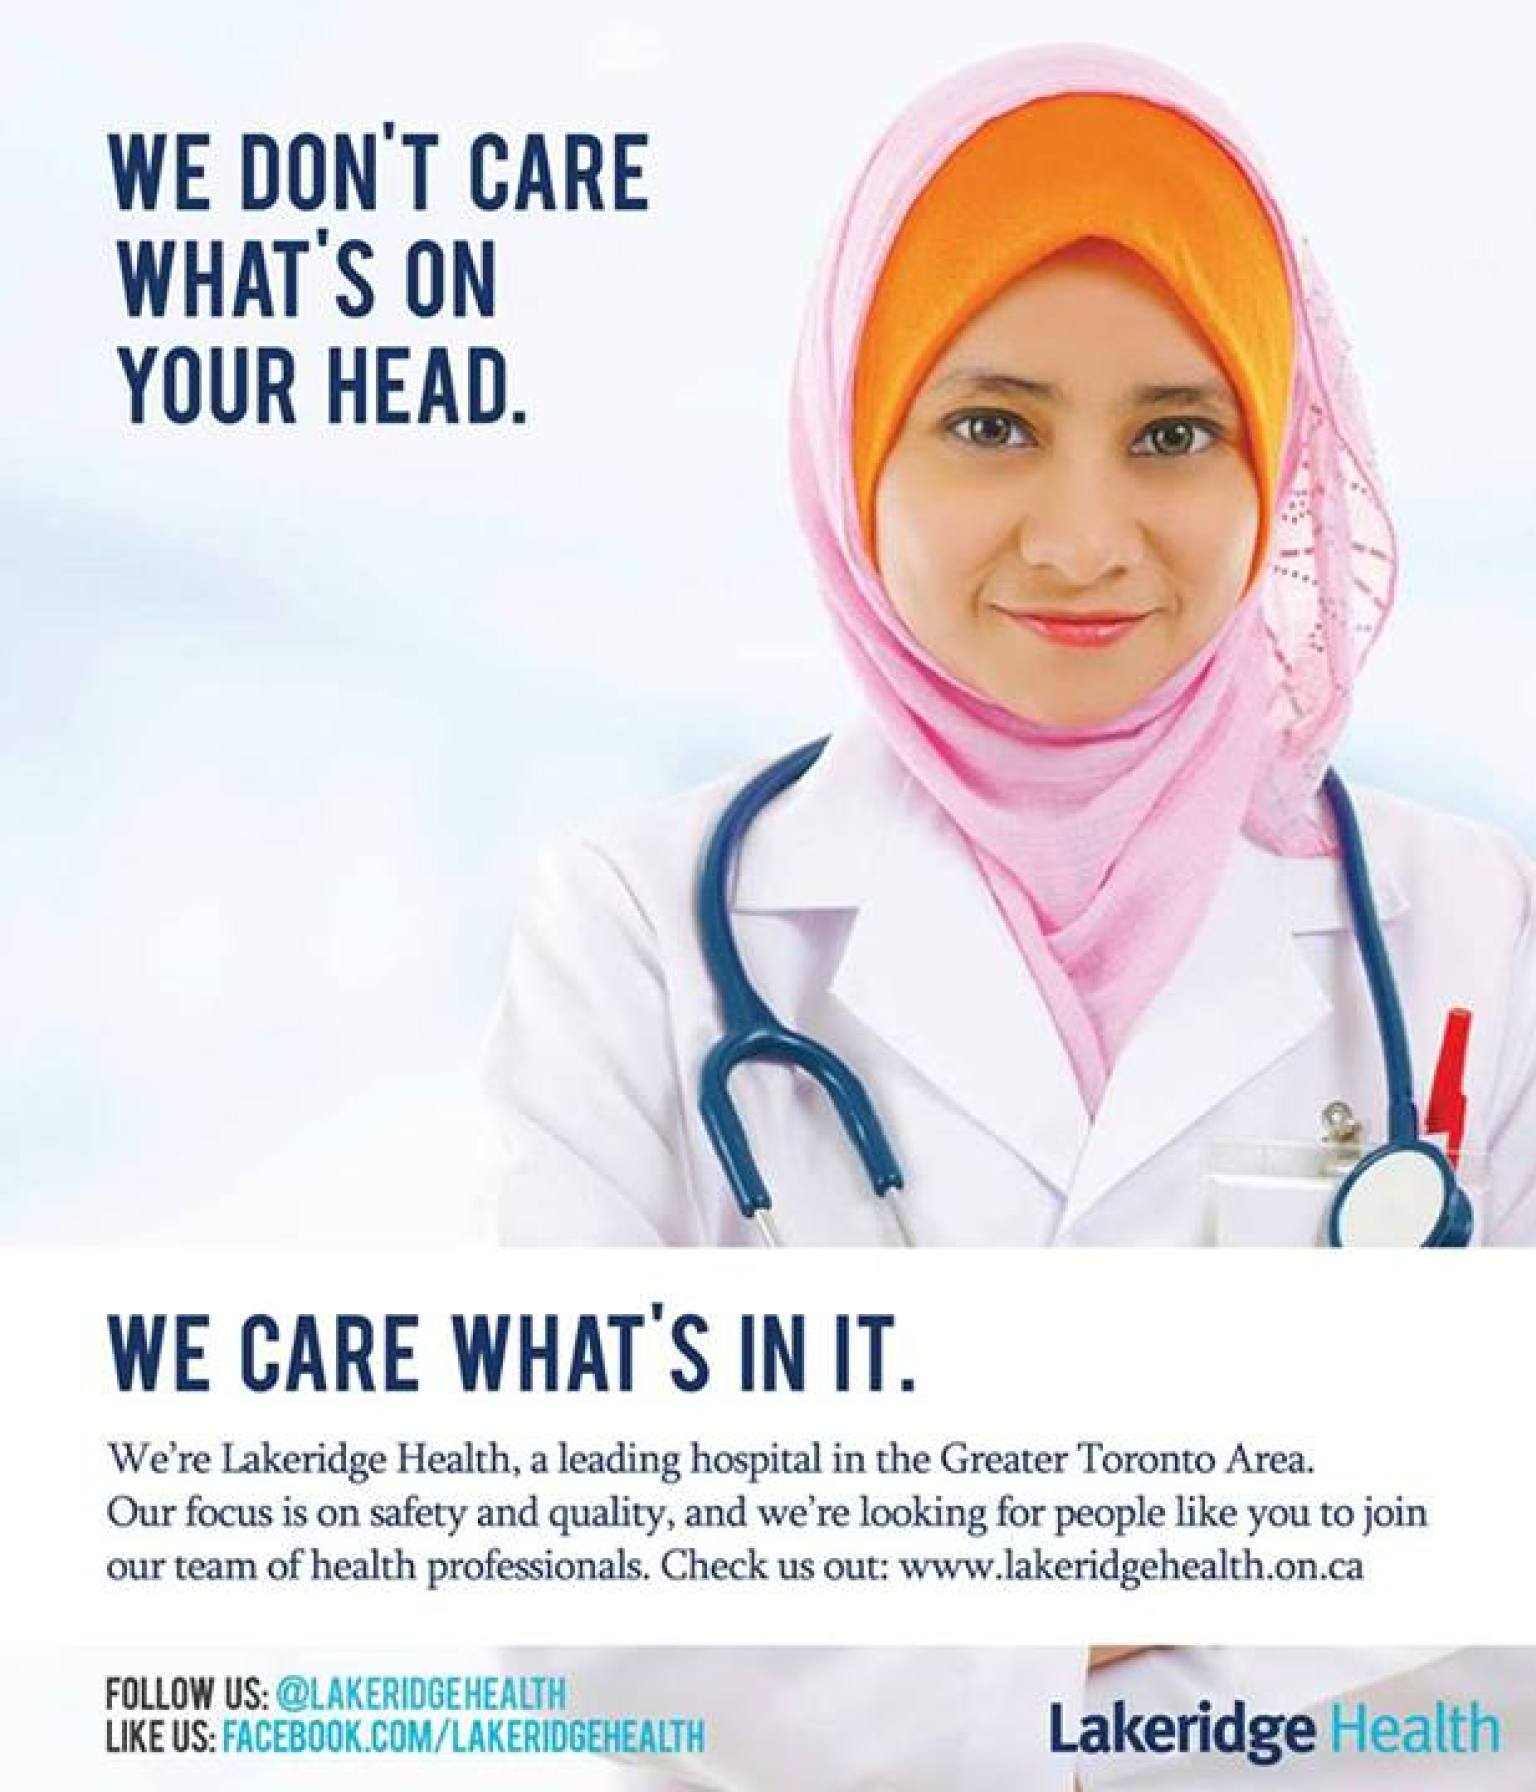 WE DON'T CARE
WHAT'S ON
YOUR HEAD.
WE CARE WHAT'S IN IT.
We're Lakeridge Health, a leading hospital in the Greater Toronto Area.
Our focus is on safety and quality, and we're looking for people like you to join
our team of health professionals. Check us out: www.lakeridgehealth.on.ca
FOLLOW US: @LAKERIDGEHEALTH
LIKE US: FACEBOOK.COM/LAKERIDGEHEALTH
Lakeridge Health